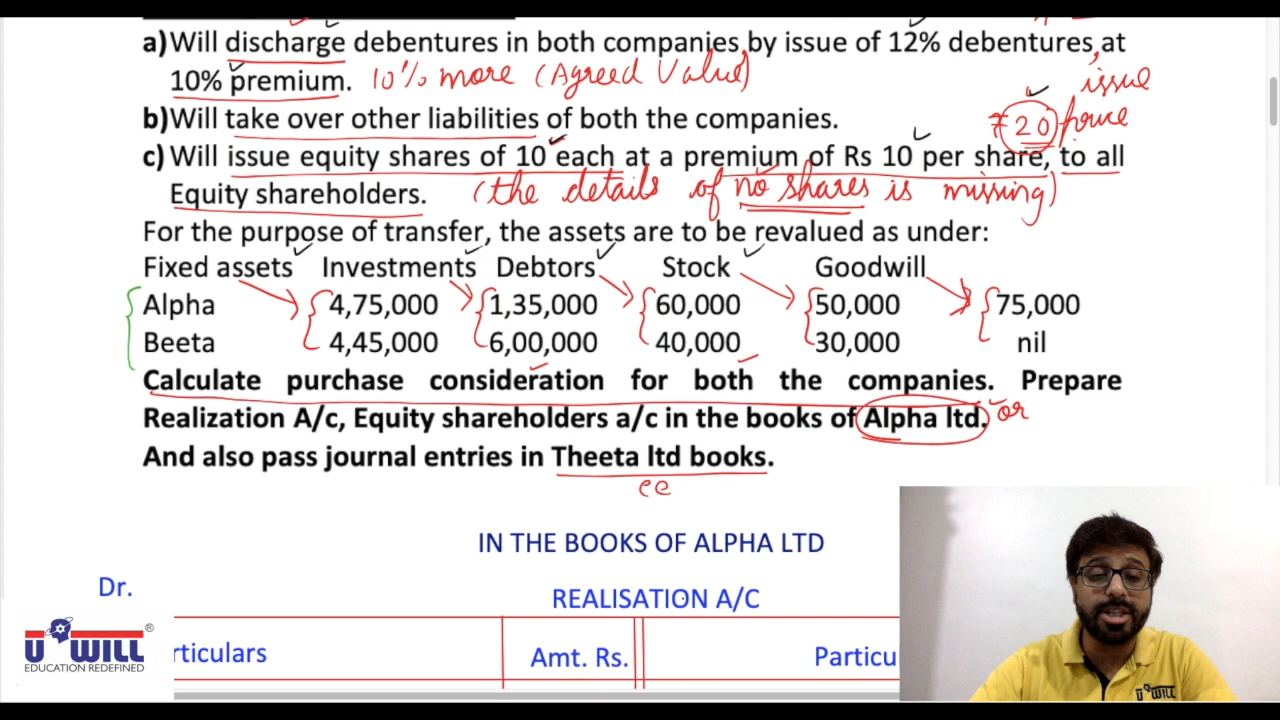 a) Will discharge debentures in both companies by issue of 12% debentures at
10% premium. 10% more (Agreed Value) issue
b) Will take over other liabilities of both the companies. ₹20 price
c) Will issue equity shares of 10 each at a premium of Rs 10 per share, to all
Equity shareholders. (the details of no shares is missing)
For the purpose of transfer, the assets are to be revalued as under:
Fixed assets Investments Debtors Stock Goodwill
Alpha 4,75,000 1,35,000 60,000 50,000 75,000
Beeta 4,45,000 6,00,000 40,000 30,000 nil
Calculate purchase consideration for both the companies. Prepare
Realization A/c, Equity shareholders a/c in the books of Alpha ltd. or
And also pass journal entries in Theeta ltd books.
ee
IN THE BOOKS OF ALPHA LTD
Dr.
REALISATION A/C
rticulars Amt. Rs. Particu
U WILL ®
EDUCATION REDEFINED
U WILL